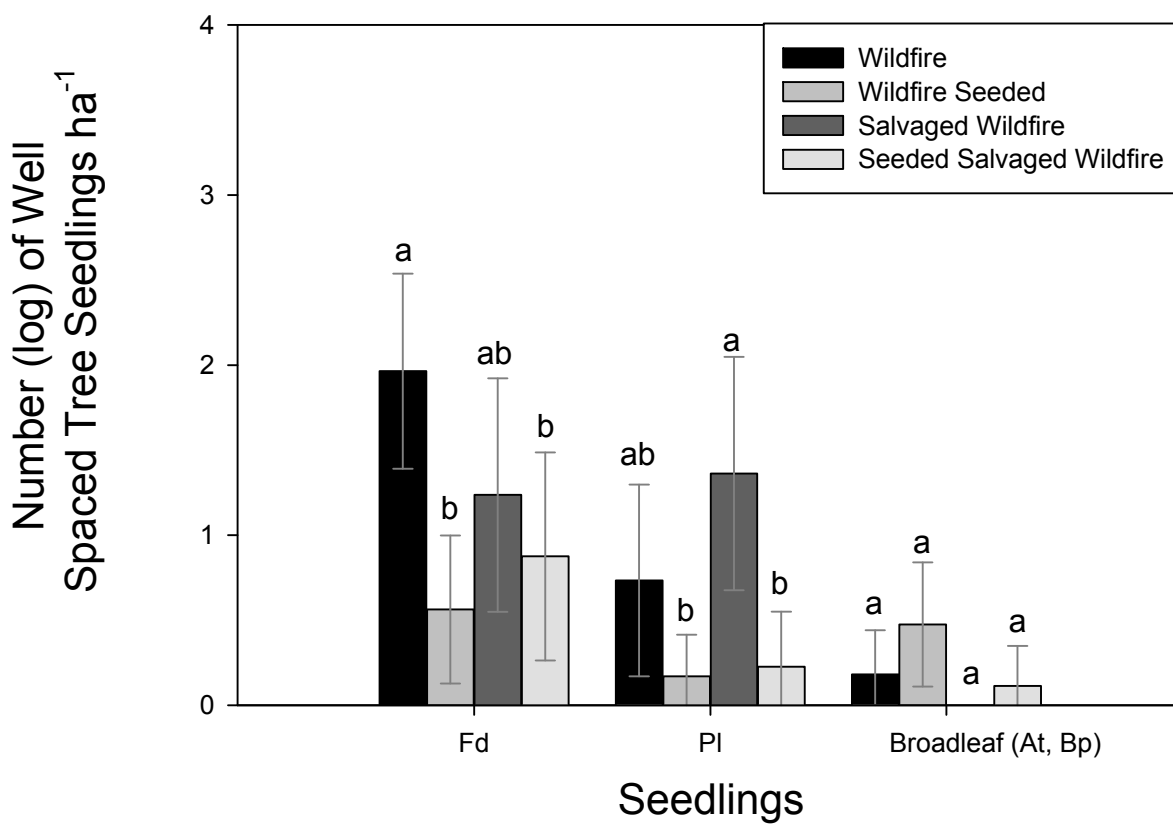 Number (log) of Well
Spaced Tree Seedlings ha-1
4
3
2
1
0
Wildfire
Wildfire Seeded
Salvaged Wildfire
Seeded Salvaged Wildfire
a
b
ab
b
ab
b
a
b
a
a
a
a
Fd
Pl
Broadleaf (At, Bp)
Seedlings